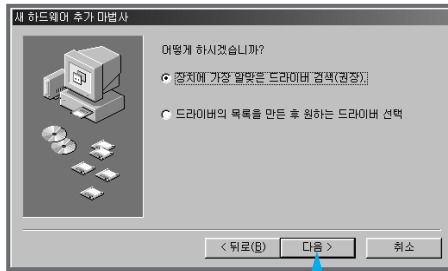 새 하드웨어 추가 마법사
어떻게 하시겠습니까?
장치에 가장 알맞은 드라이버 검색(권장).
드라이버의 목록을 만든 후 원하는 드라이버 선택
< 뒤로(B)
다음 >
취소